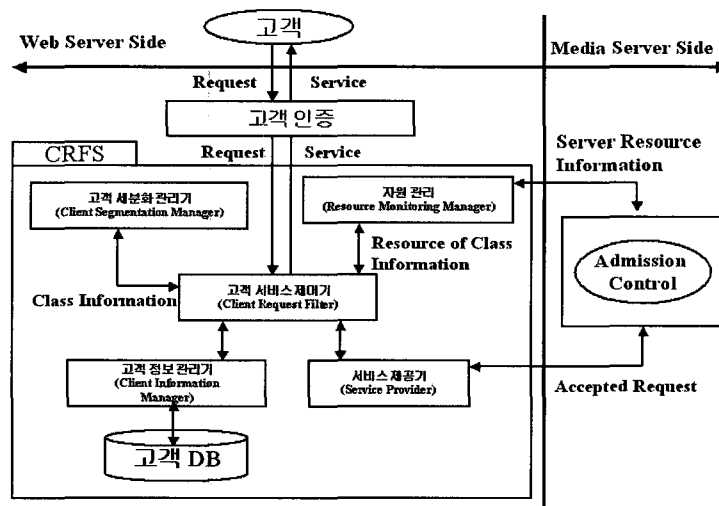 고객
Web Server Side
Media Server Side
Request
Service
고객 인증
Request
Service
CRFS
Server Resource
Information
고객 세분화 관리기
(Client Segmentation Manager)
자원 관리
(Resource Monitoring Manager)
Resource of Class
Information
Admission
Control
Class Information
고객 서비스 제어기
(Client Request Filter)
고객 정보 관리기
(Client Information
Manager)
서비스 제공기
(Service Provider)
Accepted Request
고객 DB